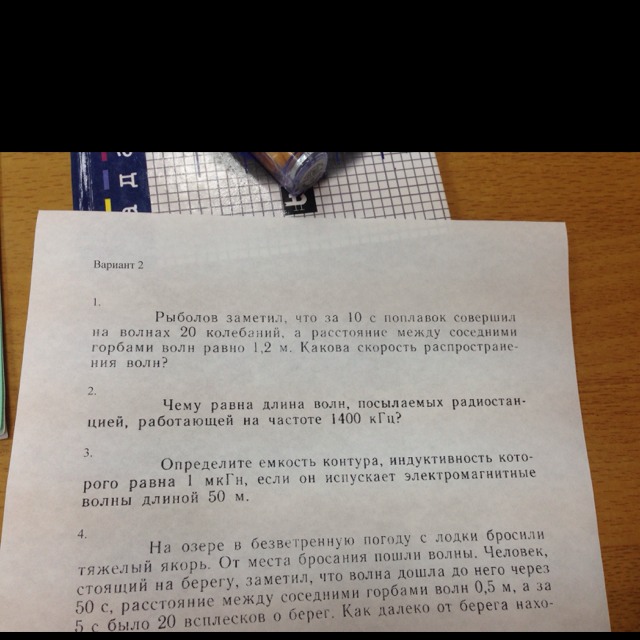 Вариант 2
1.
Рыболов заметил, что за 10 с поплавок совершил
на волнах 20 колебаний, а расстояние между соседними
горбами волн равно 1,2 м. Какова скорость распростране-
ния волн?
2.
Чему равна длина волн, посылаемых радиостан-
цией, работающей на частоте 1400 кГц?
3.
Определите емкость контура, индуктивность кото-
рого равна 1 мкГн, если он испускает электромагнитные
волны длиной 50 м.
4.
На озере в безветренную погоду с лодки бросили
тяжелый якорь. От места бросания пошли волны. Человек,
стоящий на берегу, заметил, что волна дошла до него через
50 с, расстояние между соседними горбами волн 0,5 м, а за
5 с было 20 всплесков о берег. Как далеко от берега нахо-